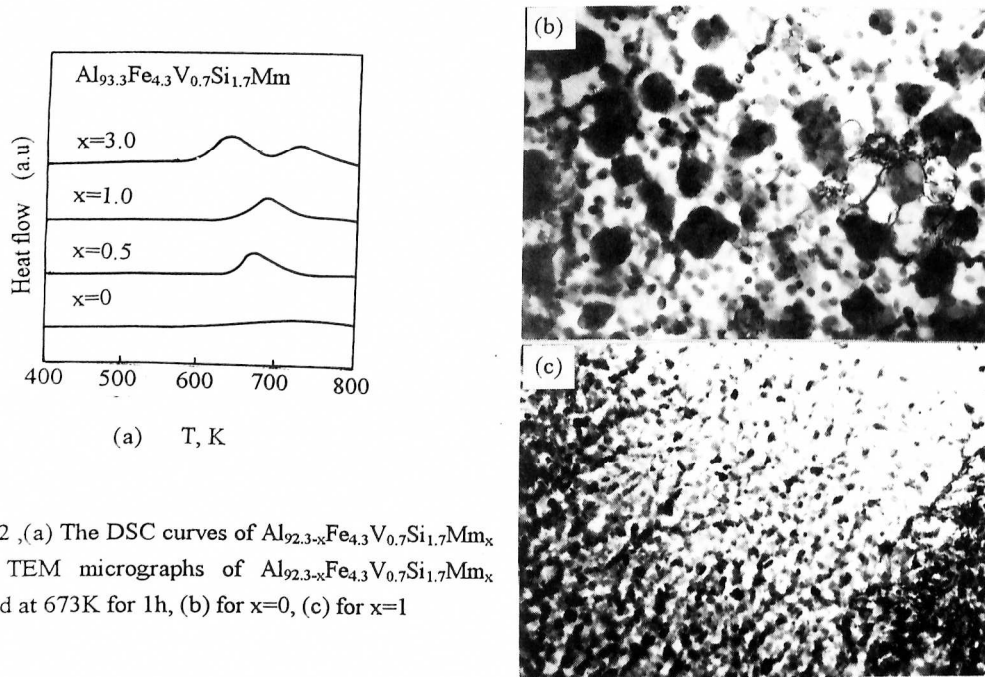 Al₉₃.₃Fe₄.₃V₀.₇Si₁.₇Mm
x=3.0
x=1.0
x=0.5
x=0
Heat flow (a.u)
400 500 600 700 800
(a) T, K
(b)
(c)
2 ,(a) The DSC curves of Al₉₂.₃₋ₓFe₄.₃V₀.₇Si₁.₇Mmₓ
TEM micrographs of Al₉₂.₃₋ₓFe₄.₃V₀.₇Si₁.₇Mmₓ
d at 673K for 1h, (b) for x=0, (c) for x=1